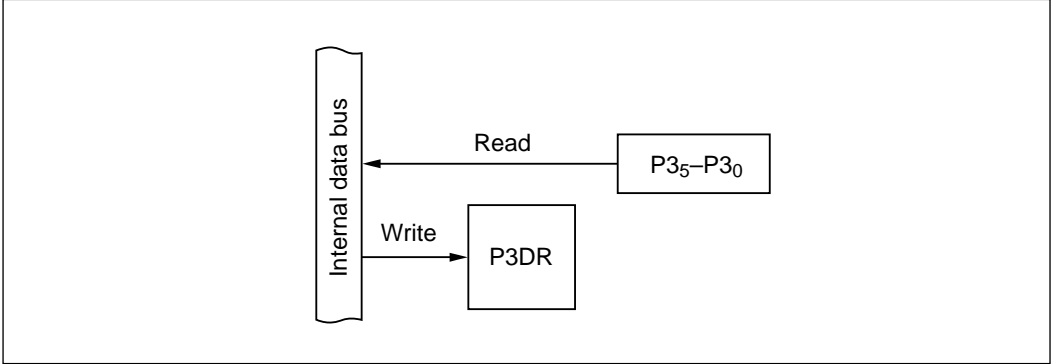 Internal data bus
Read
P3₅–P3₀
Write
P3DR